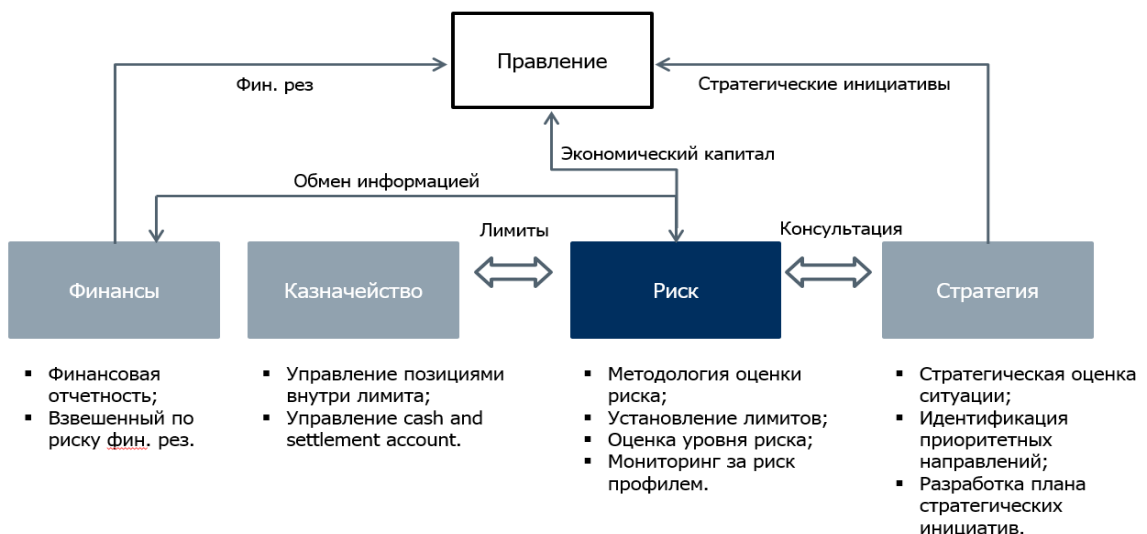 Правление
Фин. рез
Стратегические инициативы
Экономический капитал
Обмен информацией
Лимиты
Консультация
Финансы
Казначейство
Риск
Стратегия
▪ Финансовая
отчетность;
▪ Взвешенный по
риску фин. рез.
▪ Управление позициями
внутри лимита;
▪ Управление cash and
settlement account.
▪ Методология оценки
риска;
▪ Установление лимитов;
▪ Оценка уровня риска;
▪ Мониторинг за риск
профилем.
▪ Стратегическая оценка
ситуации;
▪ Идентификация
приоритетных
направлений;
▪ Разработка плана
стратегических
инициатив.